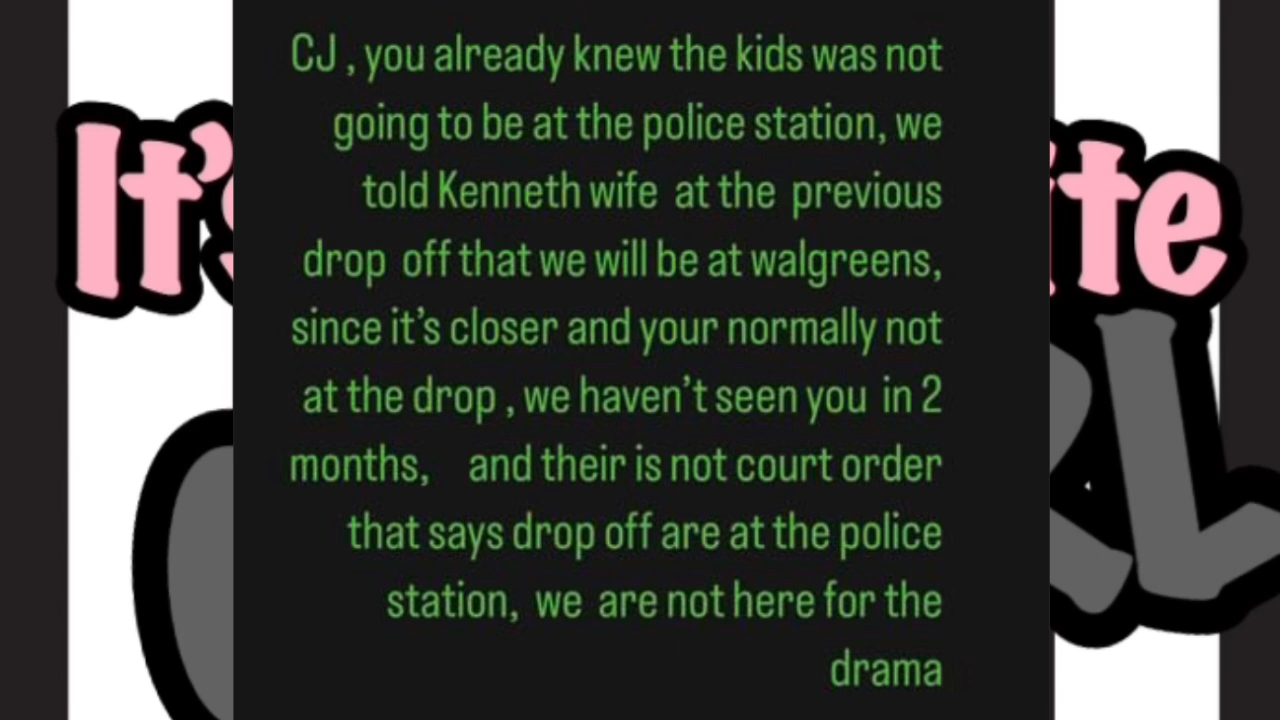 CJ , you already knew the kids was not
going to be at the police station, we
told Kenneth wife at the previous
drop off that we will be at walgreens,
since it’s closer and your normally not
at the drop , we haven’t seen you in 2
months, and their is not court order
that says drop off are at the police
station, we are not here for the
drama
It's